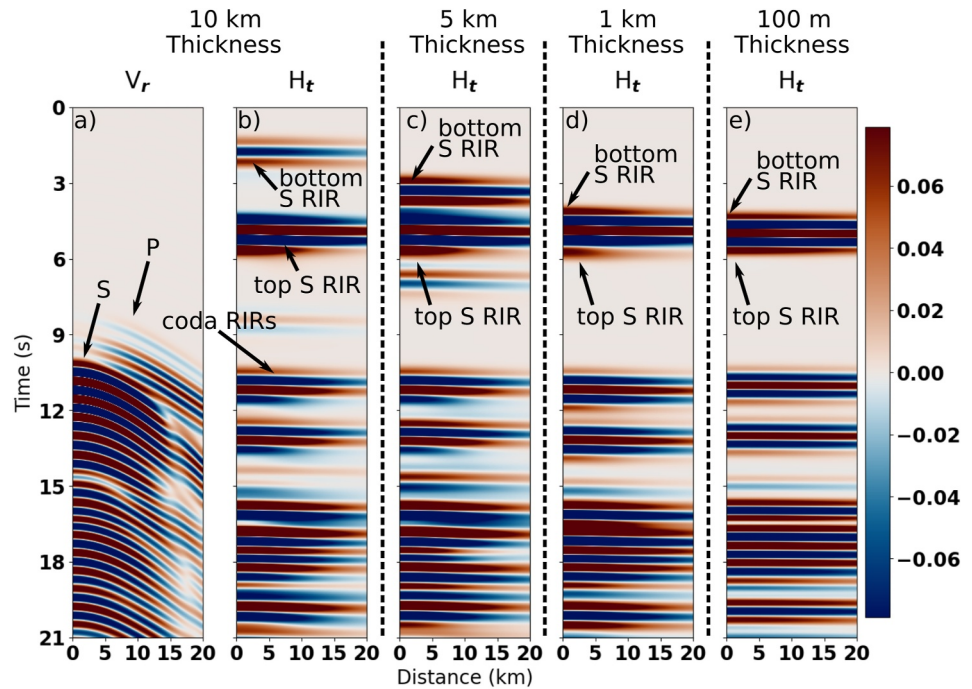 10 km
Thickness
5 km
Thickness
1 km
Thickness
100 m
Thickness
Vr
Ht
Ht
Ht
Ht
a)
b)
c)
d)
e)
0
3
6
9
12
15
18
21
Time (s)
S
P
bottom
S RIR
top S RIR
coda RIRs
bottom
S RIR
top S RIR
bottom
S RIR
top S RIR
bottom
S RIR
top S RIR
0.06
0.04
0.02
0.00
−0.02
−0.04
−0.06
0 5 10 15 20
0 5 10 15 20
0 5 10 15 20
0 5 10 15 20
0 5 10 15 20
Distance (km)